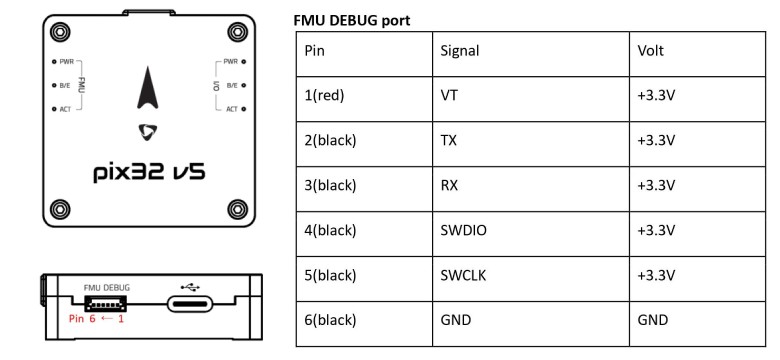 PWR
B/E
ACT
FMU
PWR
B/E
ACT
I/O
pix32 v5
FMU DEBUG
Pin 6 ← 1
FMU DEBUG port
Pin Signal Volt
1(red) VT +3.3V
2(black) TX +3.3V
3(black) RX +3.3V
4(black) SWDIO +3.3V
5(black) SWCLK +3.3V
6(black) GND GND